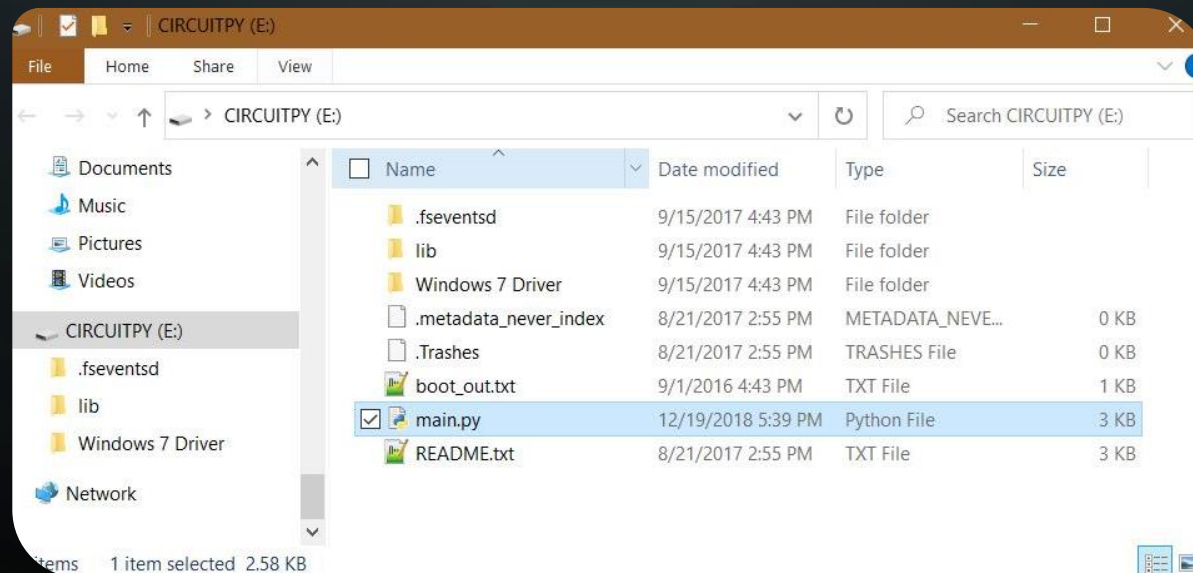 CIRCUITPY (E:)
File Home Share View
CIRCUITPY (E:) Search CIRCUITPY (E:)
Documents
Music
Pictures
Videos
CIRCUITPY (E:)
.fseventsd
lib
Windows 7 Driver
Network
Name Date modified Type Size
.fseventsd 9/15/2017 4:43 PM File folder
lib 9/15/2017 4:43 PM File folder
Windows 7 Driver 9/15/2017 4:43 PM File folder
.metadata_never_index 8/21/2017 2:55 PM METADATA_NEVE... 0 KB
.Trashes 8/21/2017 2:55 PM TRASHES File 0 KB
boot_out.txt 9/1/2016 4:43 PM TXT File 1 KB
main.py 12/19/2018 5:39 PM Python File 3 KB
README.txt 8/21/2017 2:55 PM TXT File 3 KB
1 item selected 2.58 KB